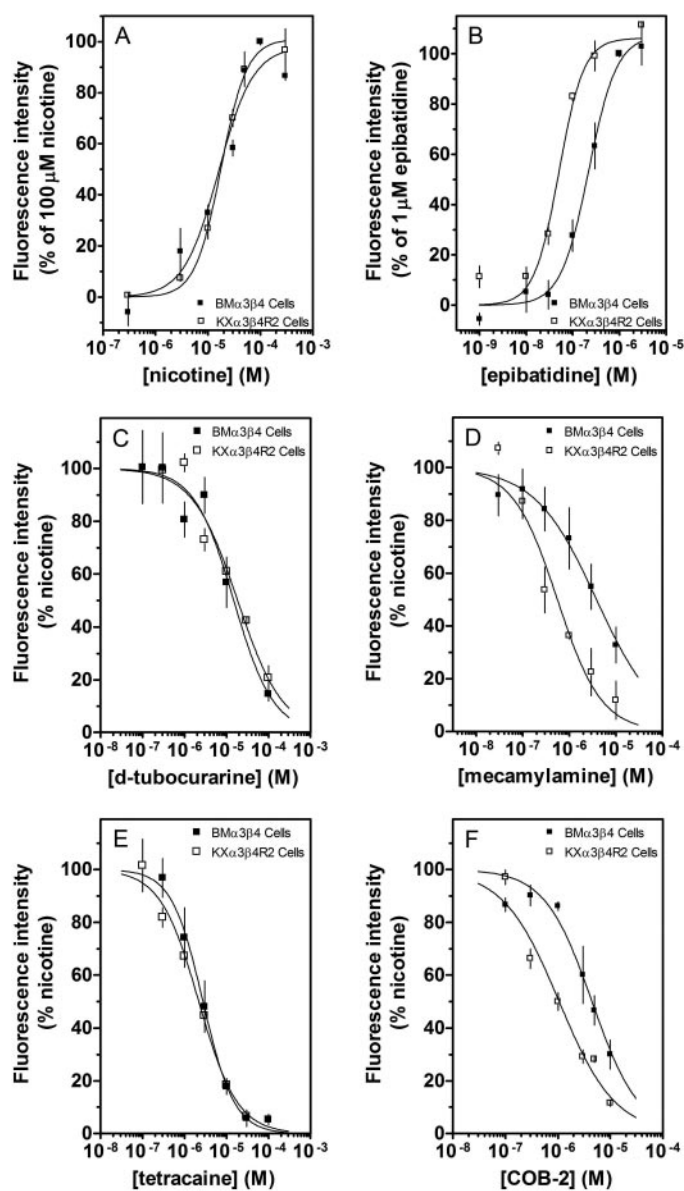 A
Fluorescence intensity
(% of 100 μM nicotine)
100
80
60
40
20
0
BMα3β4 Cells
KXα3β4R2 Cells
10⁻⁷ 10⁻⁶ 10⁻⁵ 10⁻⁴ 10⁻³
[nicotine] (M)
B
Fluorescence intensity
(% of 1 μM epibatidine)
100
80
60
40
20
0
BMα3β4 Cells
KXα3β4R2 Cells
10⁻⁹ 10⁻⁸ 10⁻⁷ 10⁻⁶ 10⁻⁵
[epibatidine] (M)
C
BMα3β4 Cells
KXα3β4R2 Cells
Fluorescence intensity
(% nicotine)
100
80
60
40
20
0
10⁻⁸ 10⁻⁷ 10⁻⁶ 10⁻⁵ 10⁻⁴ 10⁻³
[d-tubocurarine] (M)
D
BMα3β4 Cells
KXα3β4R2 Cells
Fluorescence intensity
(% nicotine)
100
80
60
40
20
0
10⁻⁸ 10⁻⁷ 10⁻⁶ 10⁻⁵ 10⁻⁴
[mecamylamine] (M)
E
BMα3β4 Cells
KXα3β4R2 Cells
Fluorescence intensity
(% nicotine)
100
80
60
40
20
0
10⁻⁸ 10⁻⁷ 10⁻⁶ 10⁻⁵ 10⁻⁴ 10⁻³
[tetracaine] (M)
F
BMα3β4 Cells
KXα3β4R2 Cells
Fluorescence intensity
(% nicotine)
100
80
60
40
20
0
10⁻⁸ 10⁻⁷ 10⁻⁶ 10⁻⁵ 10⁻⁴
[COB-2] (M)